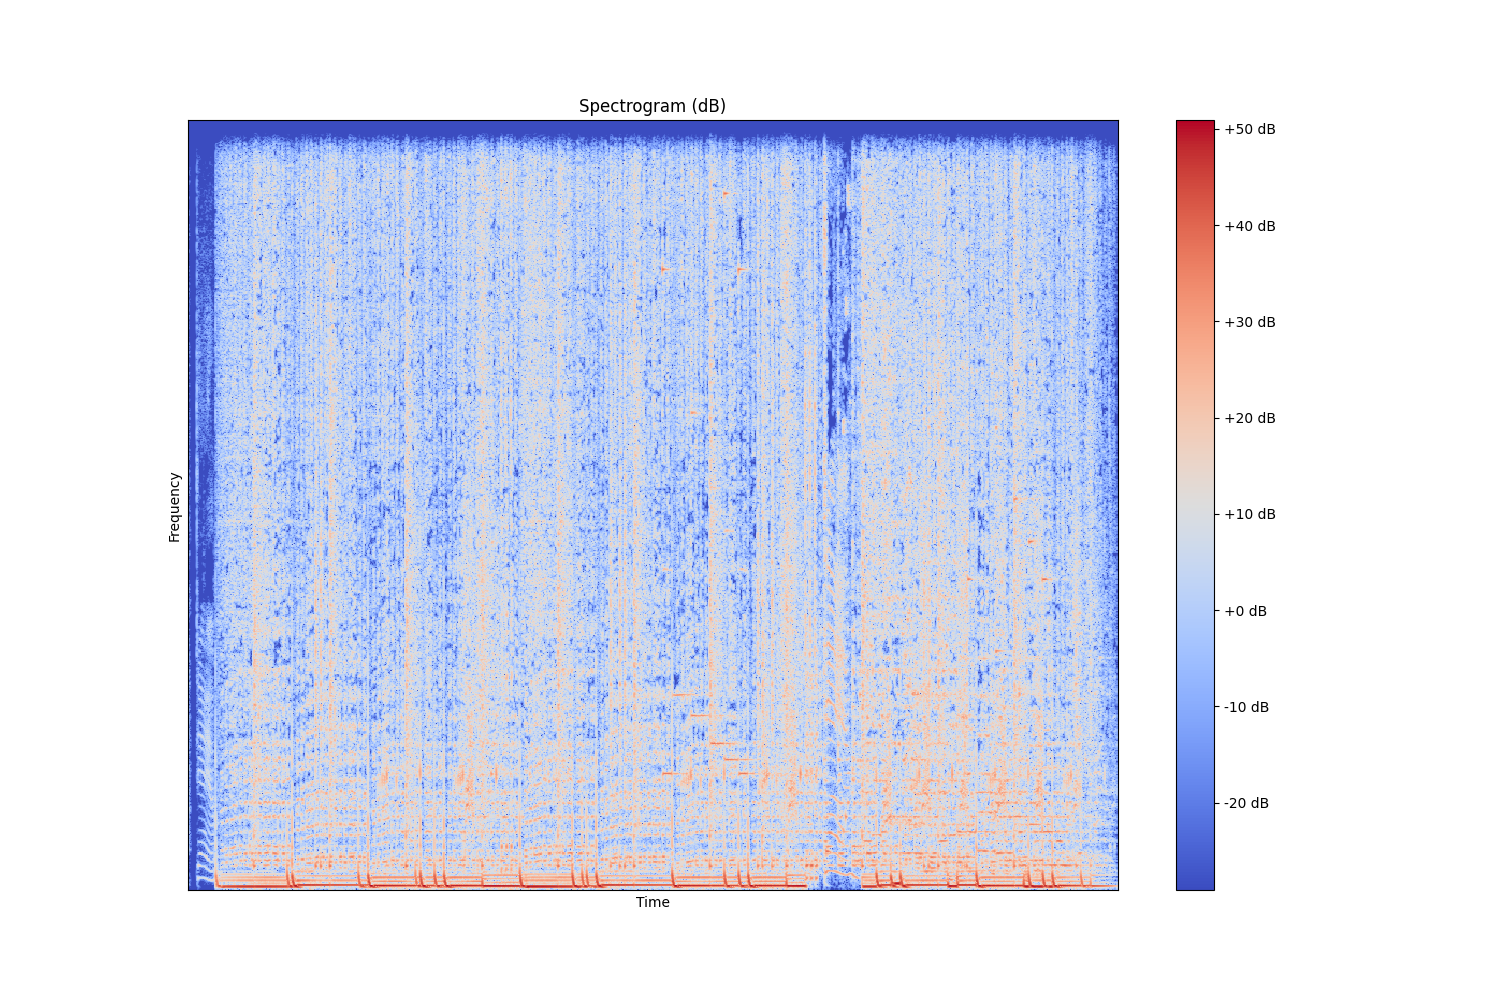 Spectrogram (dB)
Frequency
Time
+50 dB
+40 dB
+30 dB
+20 dB
+10 dB
+0 dB
-10 dB
-20 dB